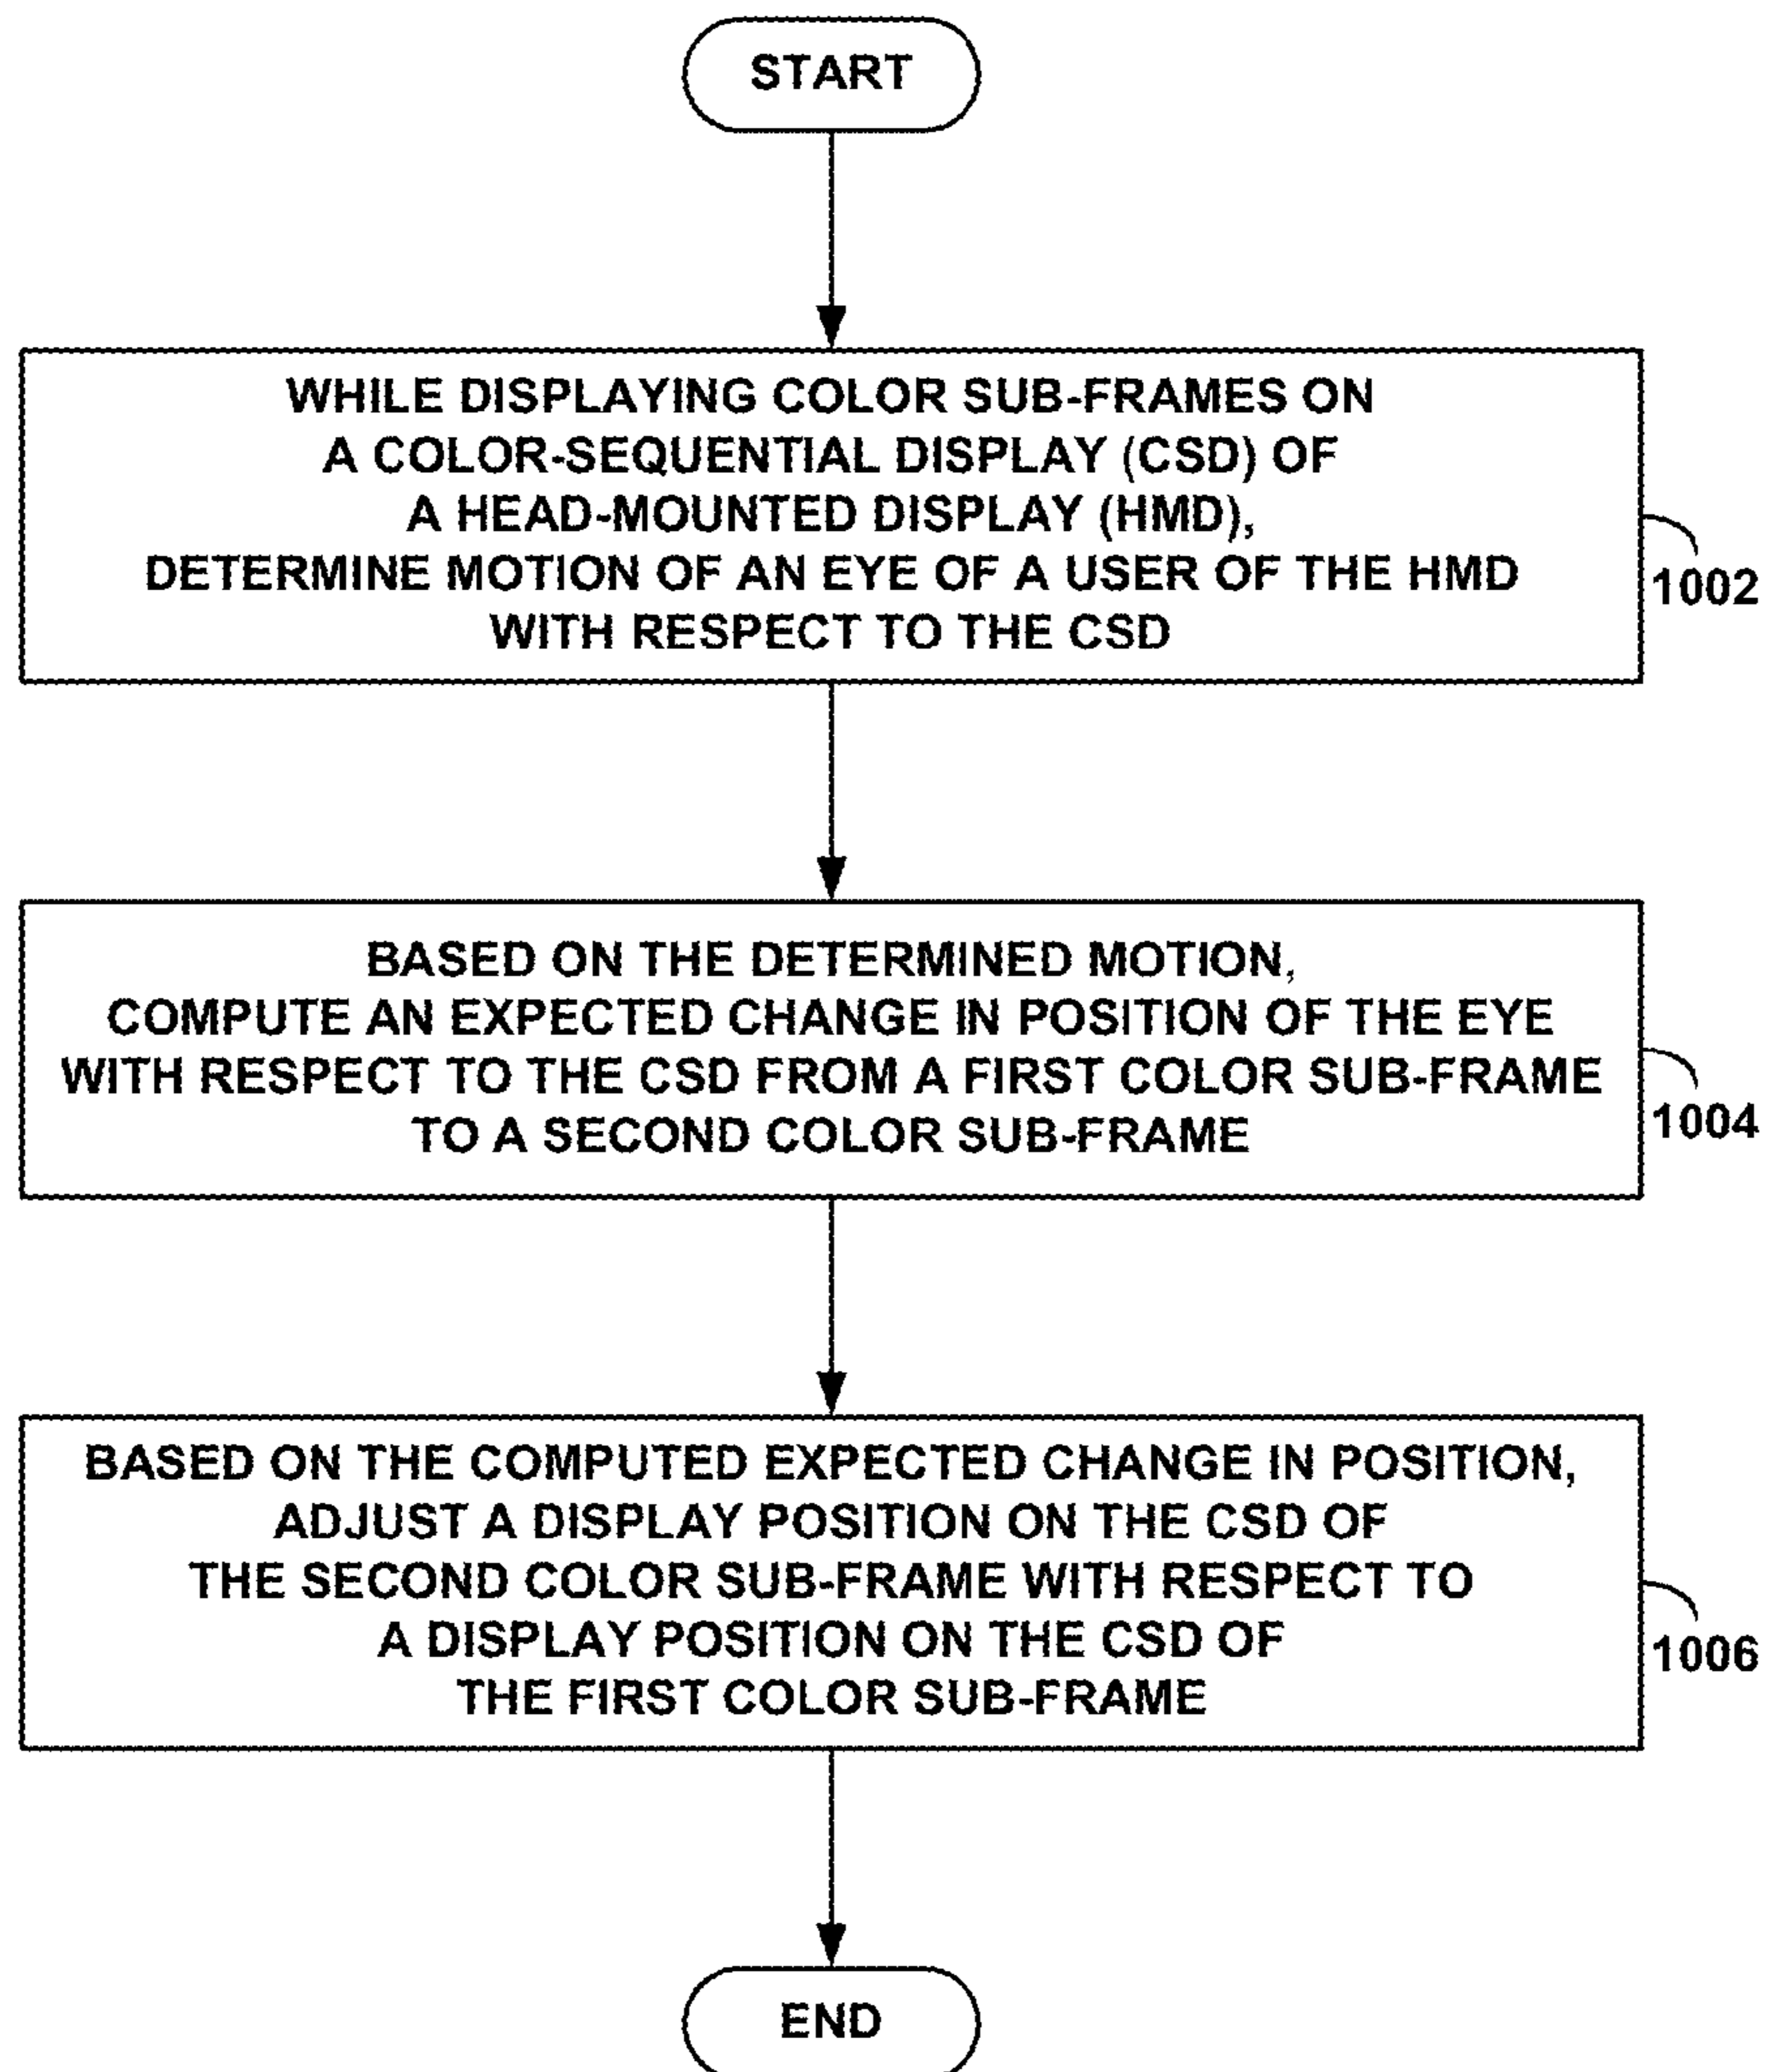 START
WHILE DISPLAYING COLOR SUB-FRAMES ON
A COLOR-SEQUENTIAL DISPLAY (CSD) OF
A HEAD-MOUNTED DISPLAY (HMD),
DETERMINE MOTION OF AN EYE OF A USER OF THE HMD
WITH RESPECT TO THE CSD
1002
BASED ON THE DETERMINED MOTION,
COMPUTE AN EXPECTED CHANGE IN POSITION OF THE EYE
WITH RESPECT TO THE CSD FROM A FIRST COLOR SUB-FRAME
TO A SECOND COLOR SUB-FRAME
1004
BASED ON THE COMPUTED EXPECTED CHANGE IN POSITION,
ADJUST A DISPLAY POSITION ON THE CSD OF
THE SECOND COLOR SUB-FRAME WITH RESPECT TO
A DISPLAY POSITION ON THE CSD OF
THE FIRST COLOR SUB-FRAME
1006
END